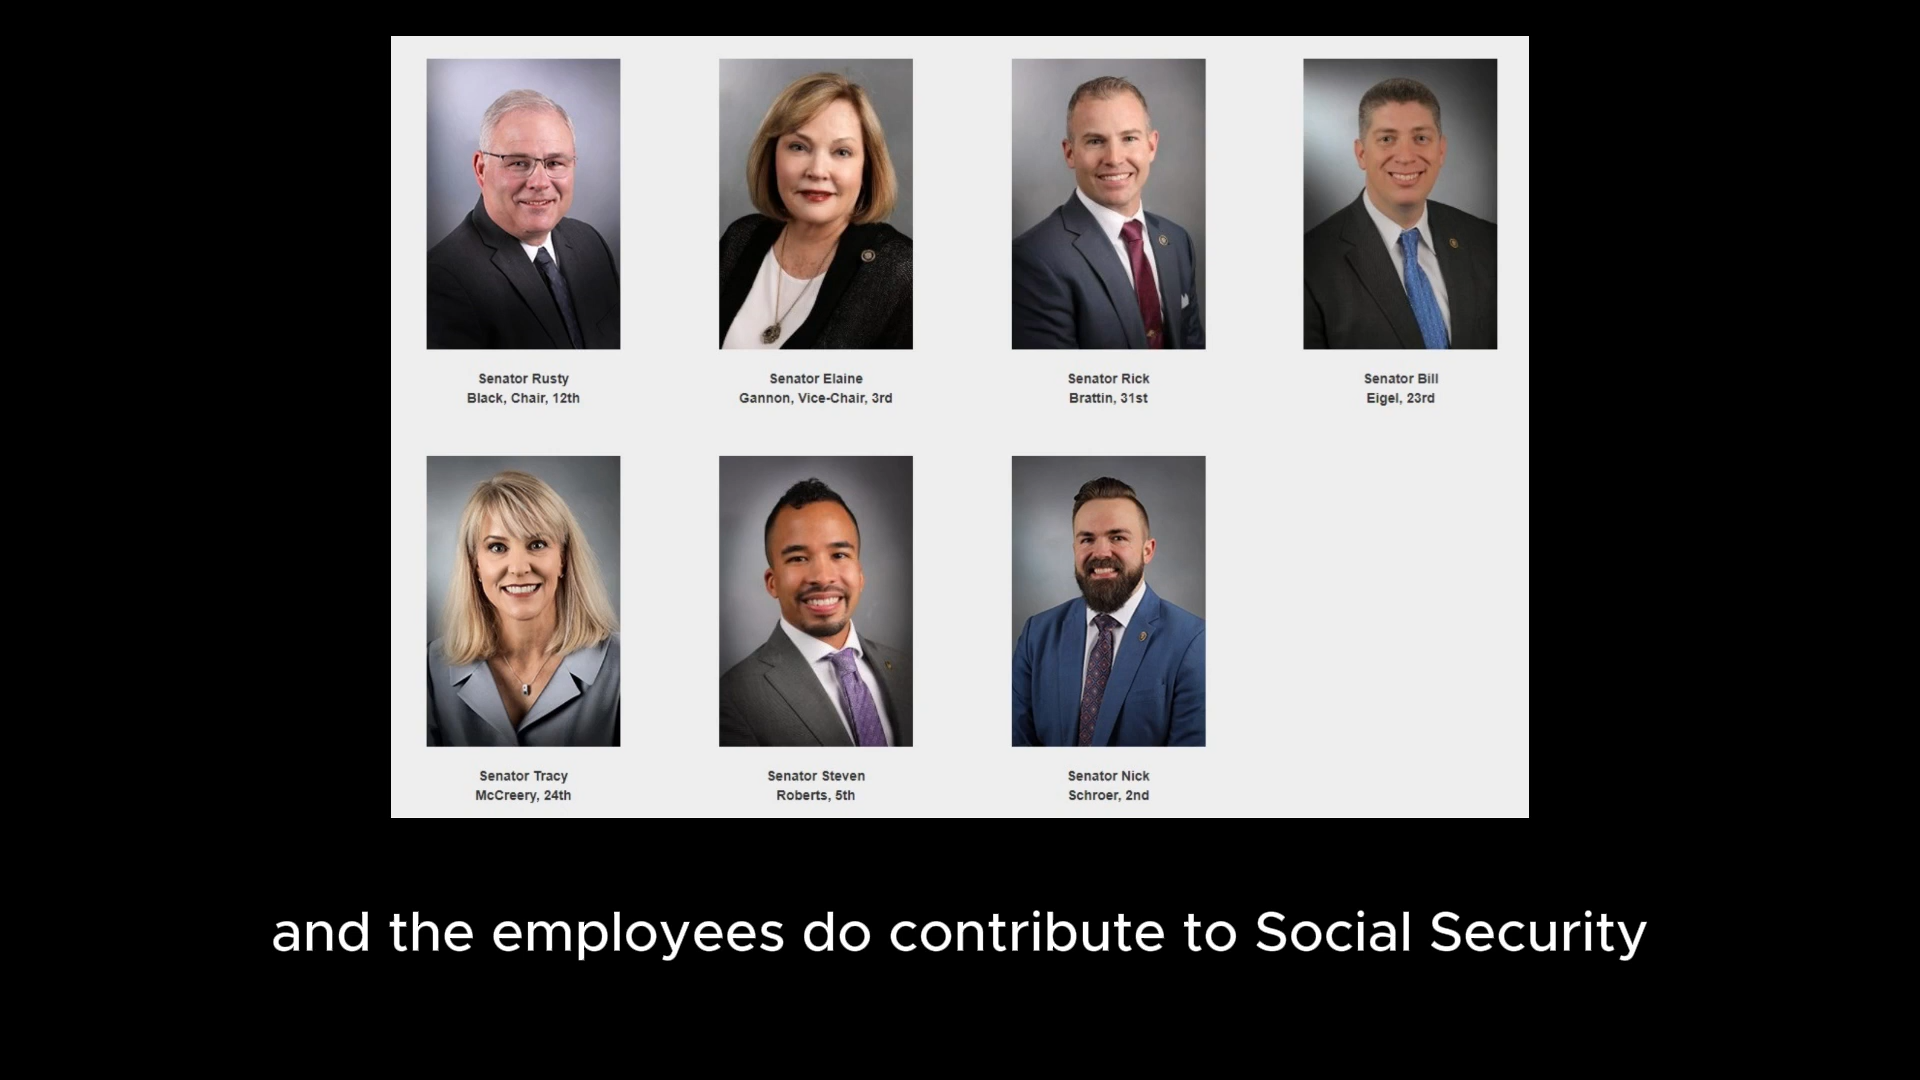 Senator Rusty
Black, Chair, 12th
Senator Elaine
Gannon, Vice-Chair, 3rd
Senator Rick
Brattin, 31st
Senator Bill
Eigel, 23rd
Senator Tracy
McCreery, 24th
Senator Steven
Roberts, 5th
Senator Nick
Schroer, 2nd
and the employees do contribute to Social Security